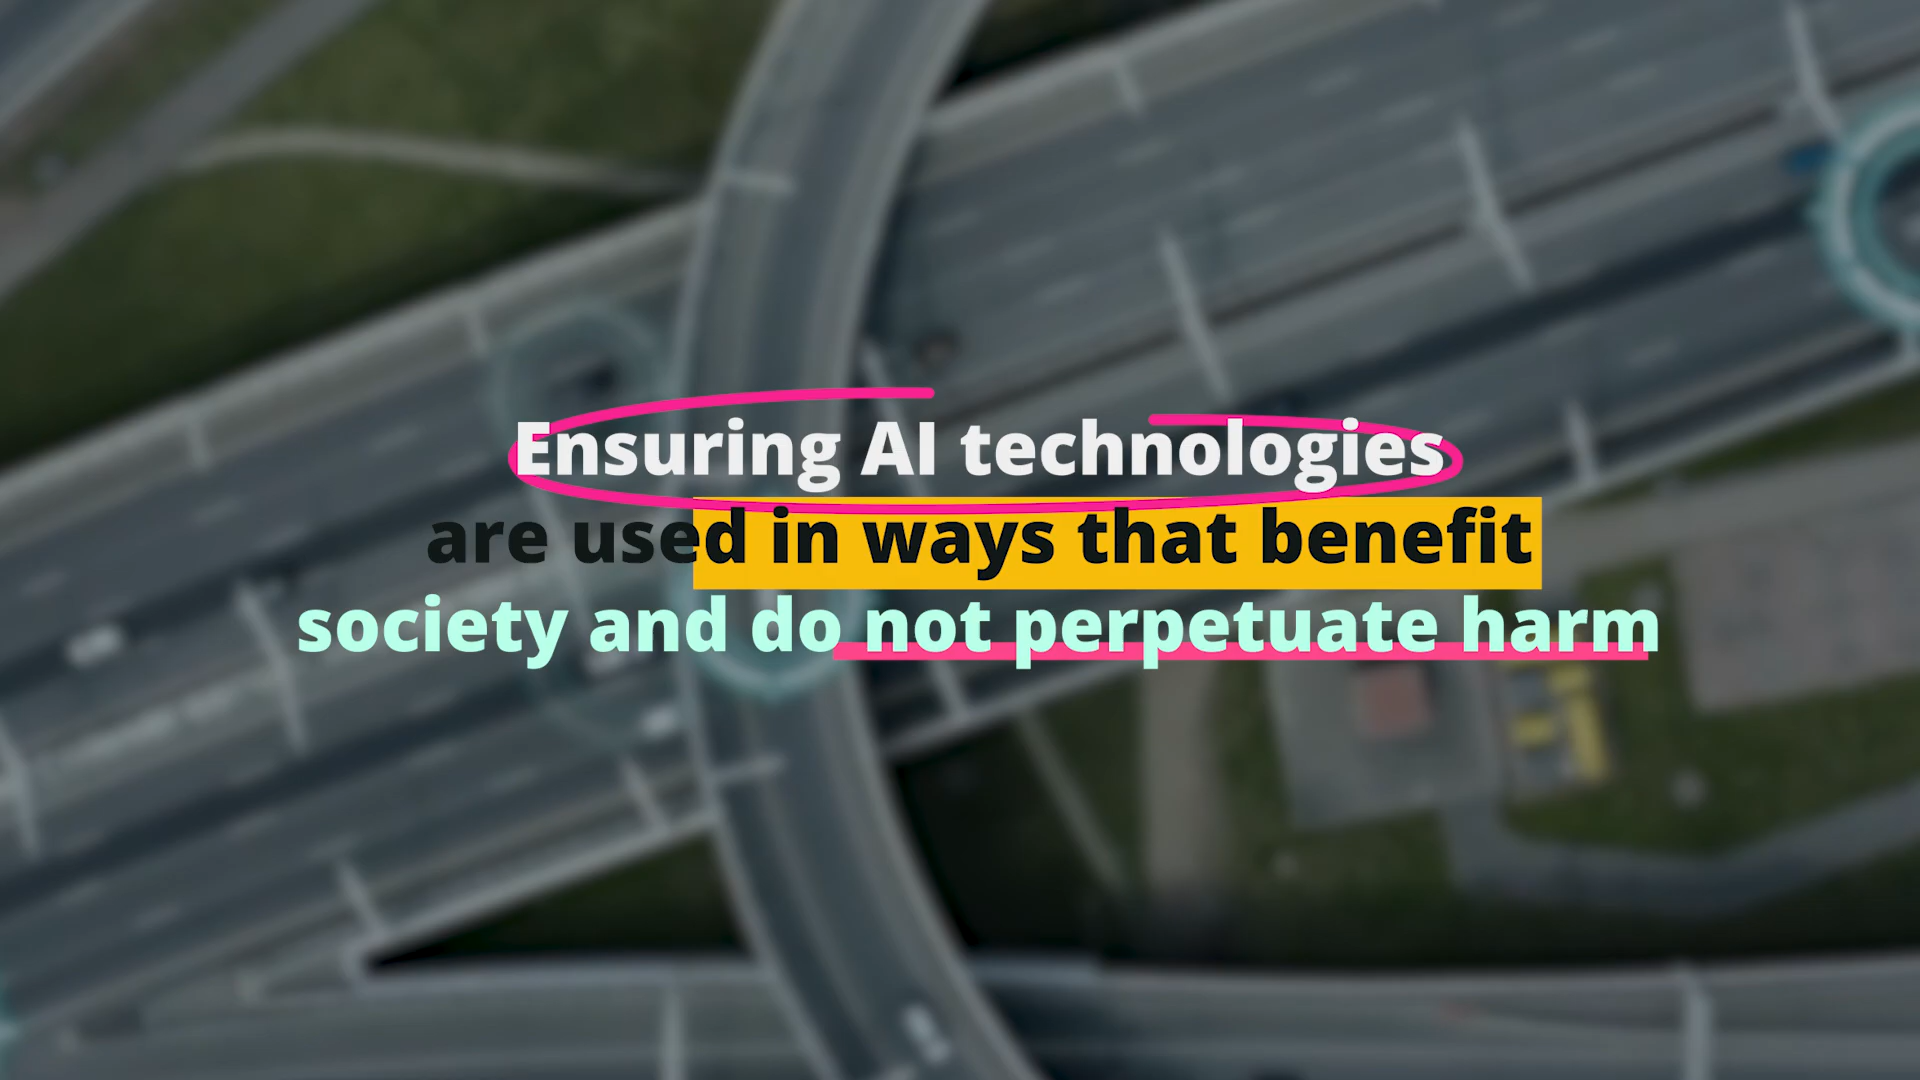 Ensuring AI technologies
are used in ways that benefit
society and do not perpetuate harm